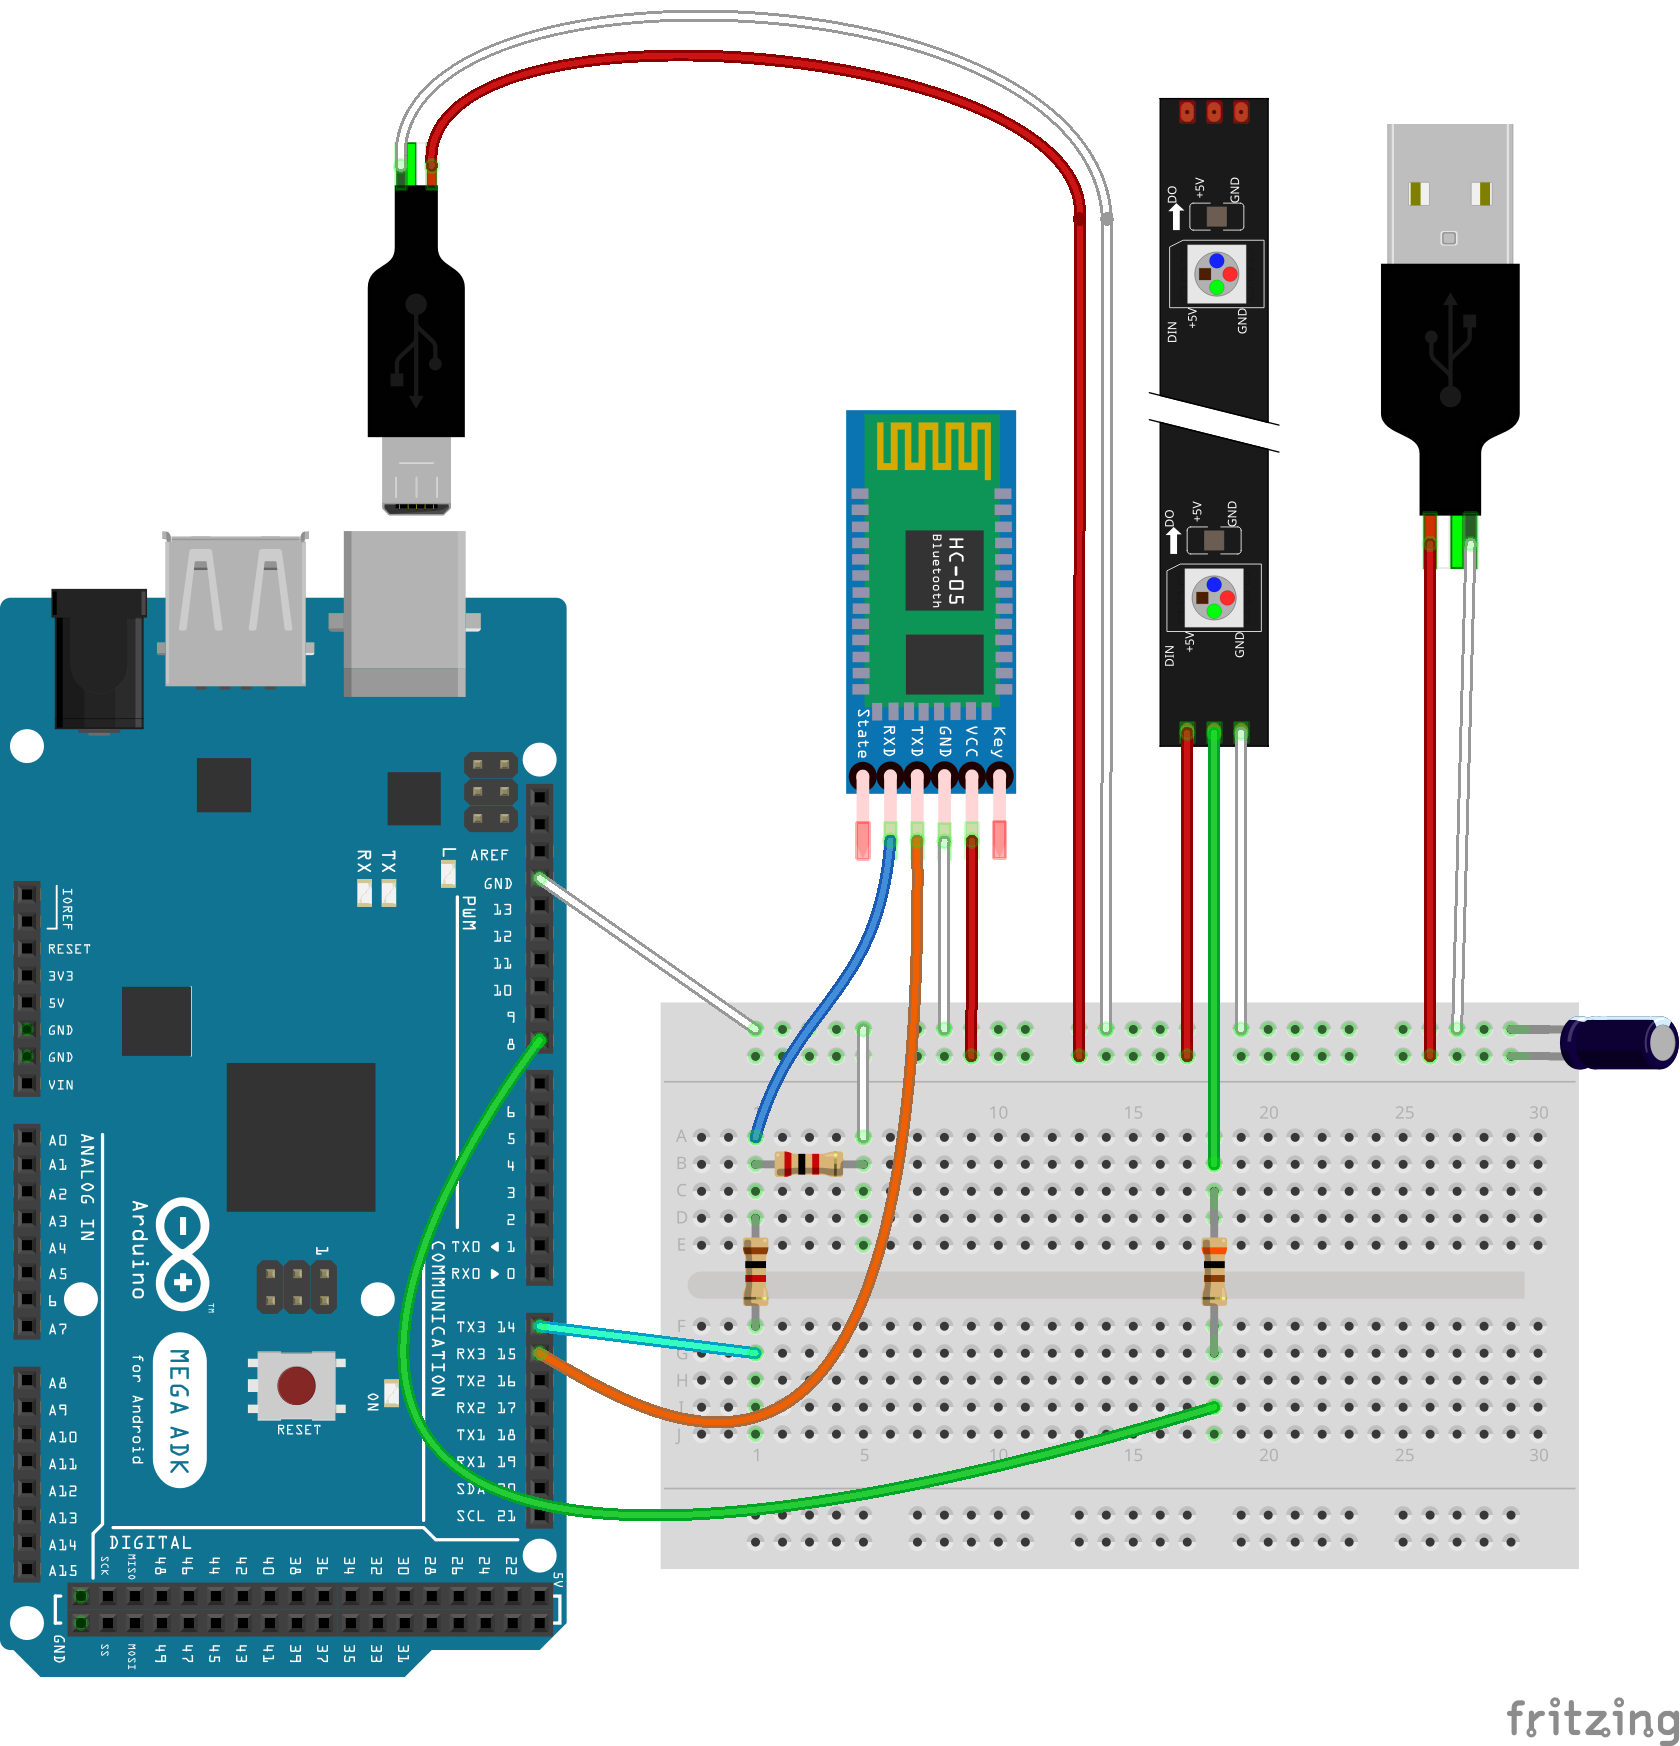 DO
+5V
GND
DIN
+5V
GND
DO
+5V
GND
DIN
+5V
GND
HC-05
Bluetooth
State
RXD
TXD
GND
VCC
Key
RX
TX
L
AREF
GND
13
12
11
10
9
8
PWM
IOREF
RESET
3V3
5V
GND
GND
VIN
6
5
4
3
2
TX0 ◀ 1
RX0 ▶ 0
ANALOG IN
A0
A1
A2
A3
A4
A5
6
A7
A8
A9
A10
A11
A12
A13
A14
A15
Arduino
TM
1
MEGA ADK
for Android
RESET
ON
COMMUNICATION
TX3 14
RX3 15
TX2 16
RX2 17
TX1 18
RX1 19
SDA 20
SCL 21
DIGITAL
SCK
MISO
48
46
44
42
40
38
36
34
32
30
28
26
24
22
5V
GND
SS
MOSI
49
47
45
43
41
39
37
35
33
31
10
15
20
25
30
A
B
C
D
E
F
G
H
I
J
1
5
10
15
20
25
30
fritzing